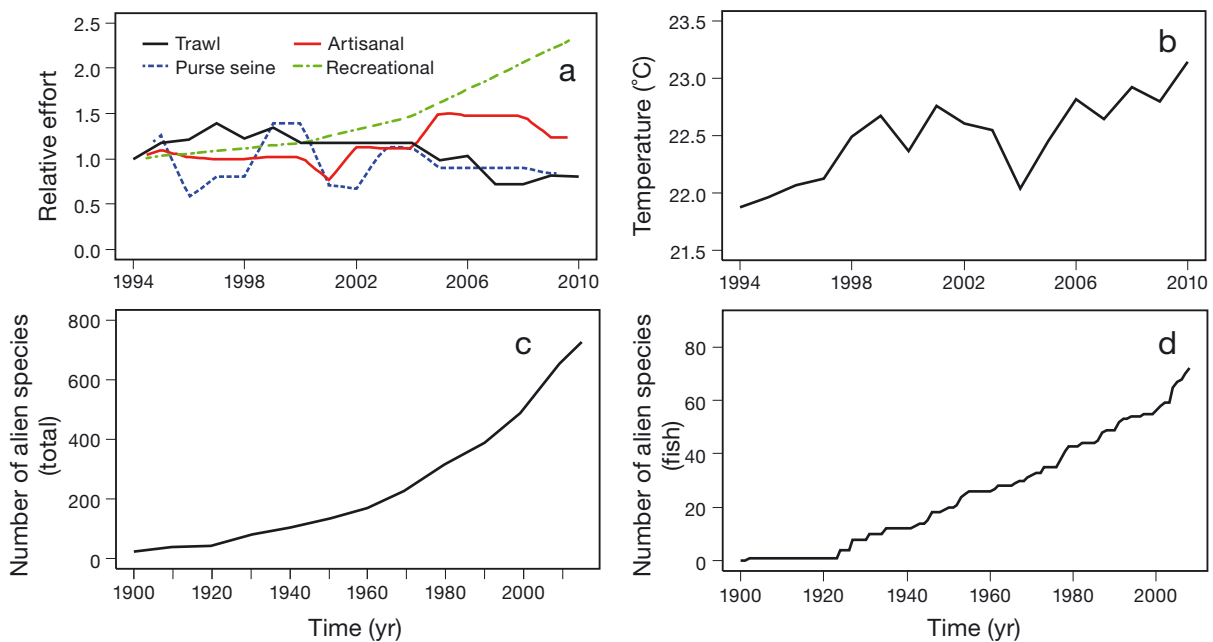 2.5
2.0
1.5
1.0
0.5
0.0
Relative effort
Trawl
Artisanal
Purse seine
Recreational
a
1994
1998
2002
2006
2010
23.5
23.0
22.5
22.0
21.5
Temperature (°C)
b
1994
1998
2002
2006
2010
800
600
400
200
0
Number of alien species
(total)
c
1900
1920
1940
1960
1980
2000
Time (yr)
80
60
40
20
0
Number of alien species
(fish)
d
1900
1920
1940
1960
1980
2000
Time (yr)